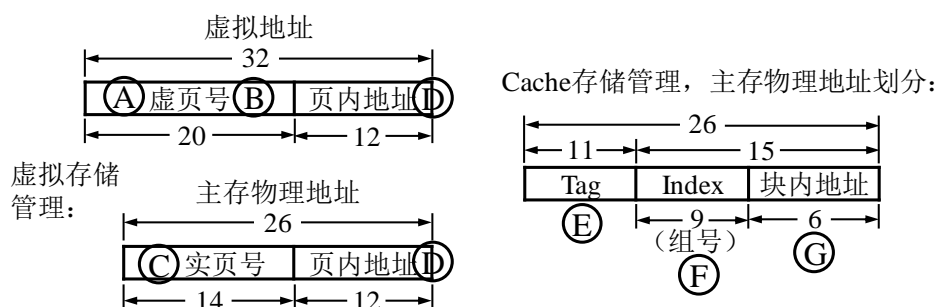 虚拟地址
32
A 虚页号 B 页内地址 D
20 12
虚拟存储
管理：
主存物理地址
26
C 实页号 页内地址 D
14 12
Cache存储管理，主存物理地址划分：
26
11 15
Tag Index 块内地址
E 9 6
（组号） G
F